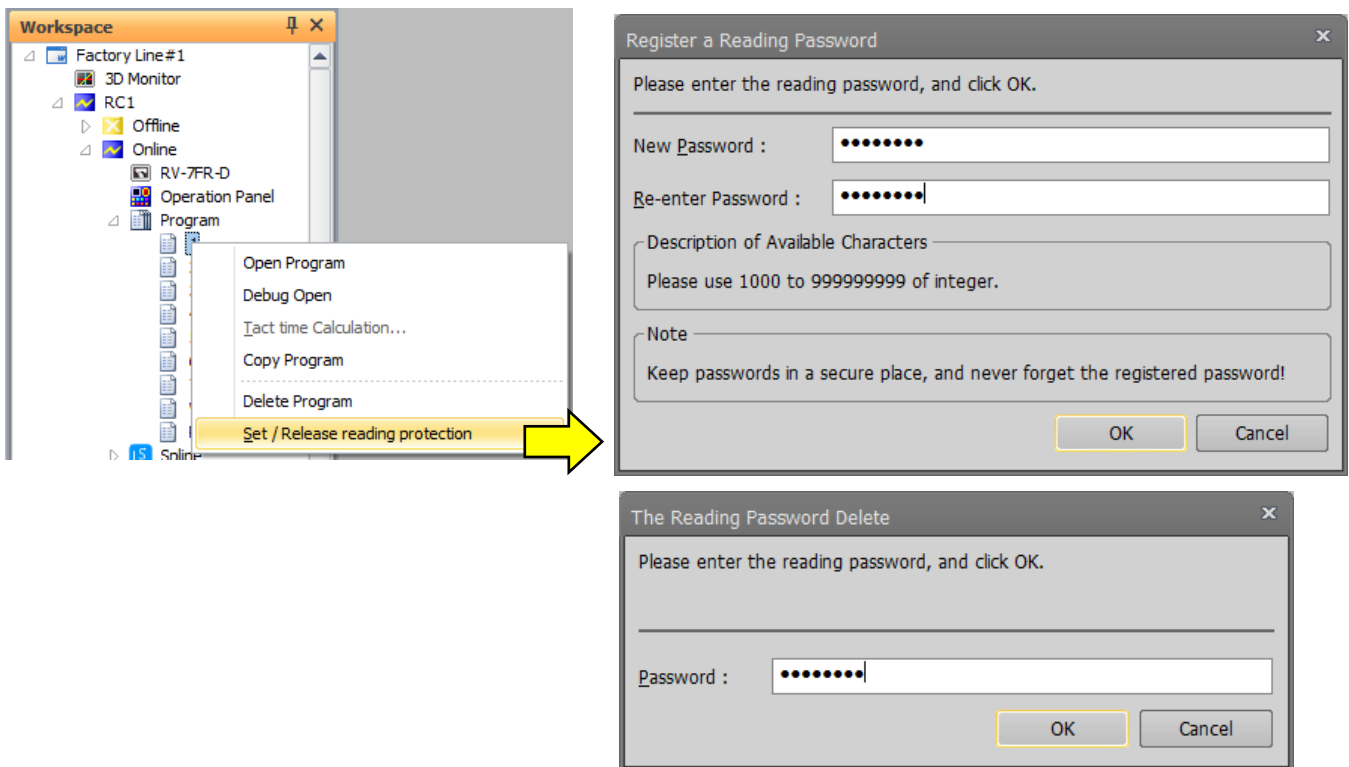 Workspace
Factory Line#1
3D Monitor
RC1
Offline
Online
RV-7FR-D
Operation Panel
Program
Open Program
Debug Open
Tact time Calculation...
Copy Program
Delete Program
Set / Release reading protection
Spline
Register a Reading Password
Please enter the reading password, and click OK.
New Password : ••••••••
Re-enter Password : ••••••••
Description of Available Characters
Please use 1000 to 999999999 of integer.
Note
Keep passwords in a secure place, and never forget the registered password!
OK Cancel
The Reading Password Delete
Please enter the reading password, and click OK.
Password : ••••••••
OK Cancel